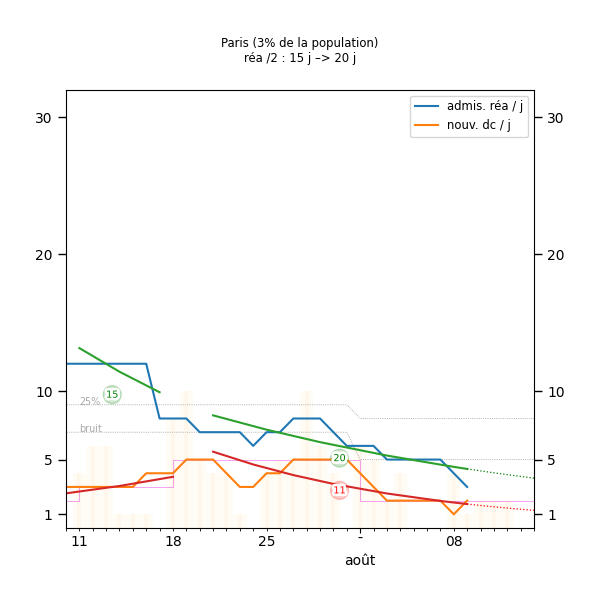 Paris (3% de la population)
réa /2 : 15 j –> 20 j
admis. réa / j
nouv. dc / j
30 30
20 20
10 10
25%
15
bruit
5 5
20
11
1 1
11 18 25 - 08
août